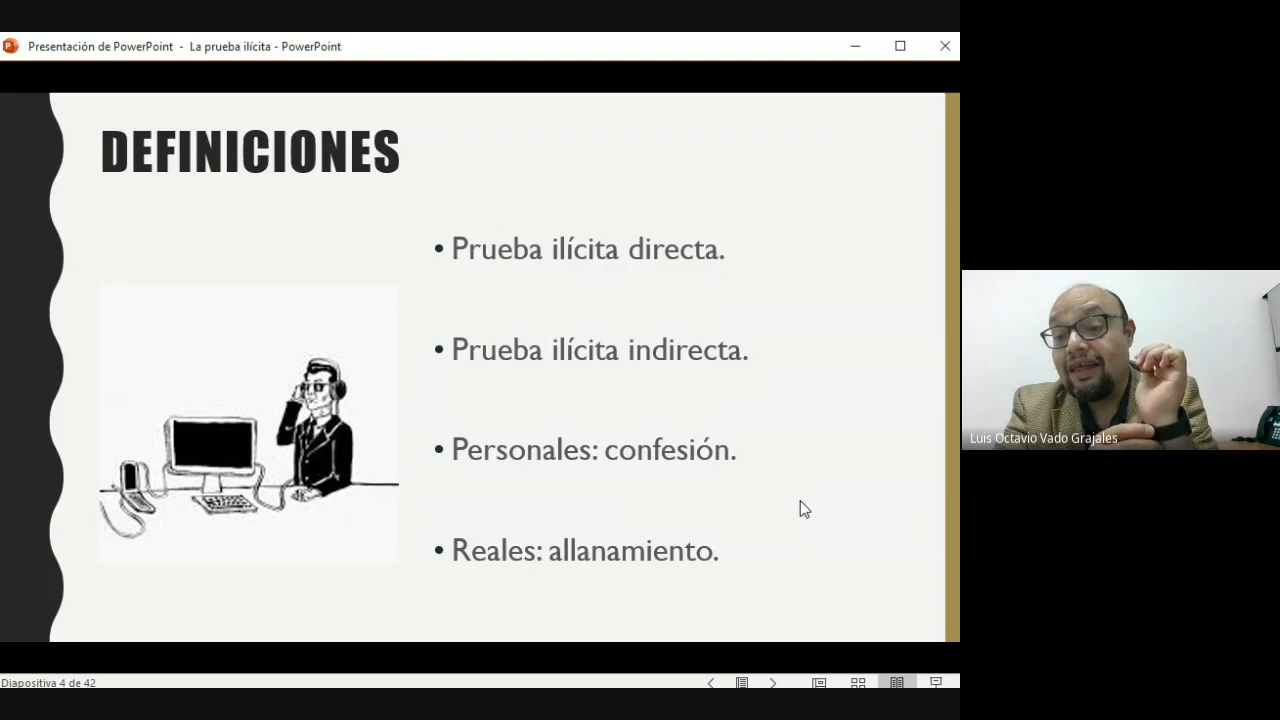 Presentación de PowerPoint - La prueba ilícita - PowerPoint
DEFINICIONES
• Prueba ilícita directa.
• Prueba ilícita indirecta.
• Personales: confesión.
• Reales: allanamiento.
Luis Octavio Vado Grajales
Diapositiva 4 de 42